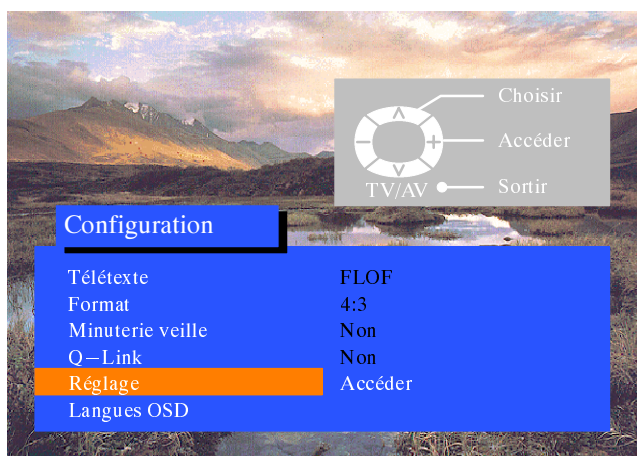 Choisir
Accéder
TV/AV Sortir
Configuration
Télétexte FLOF
Format 4:3
Minuterie veille Non
Q–Link Non
Réglage Accéder
Langues OSD